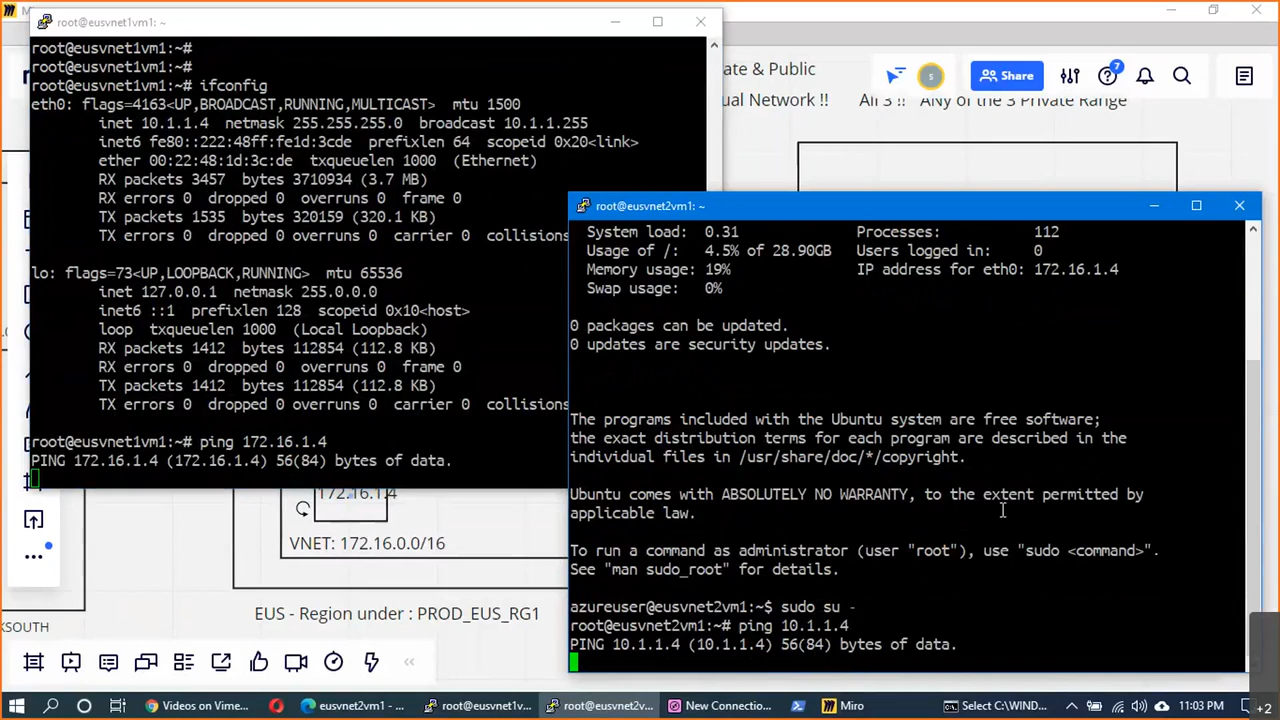 M
root@eusvnet1vm1: ~
root@eusvnet1vm1:~#
root@eusvnet1vm1:~#
root@eusvnet1vm1:~# ifconfig
eth0: flags=4163<UP,BROADCAST,RUNNING,MULTICAST>  mtu 1500
        inet 10.1.1.4  netmask 255.255.255.0  broadcast 10.1.1.255
        inet6 fe80::222:48ff:fe1d:3cde  prefixlen 64  scopeid 0x20<link>
        ether 00:22:48:1d:3c:de  txqueuelen 1000  (Ethernet)
        RX packets 3457  bytes 3710934 (3.7 MB)
        RX errors 0  dropped 0  overruns 0  frame 0
        TX packets 1535  bytes 320159 (320.1 KB)
        TX errors 0  dropped 0 overruns 0  carrier 0  collisions
lo: flags=73<UP,LOOPBACK,RUNNING>  mtu 65536
        inet 127.0.0.1  netmask 255.0.0.0
        inet6 ::1  prefixlen 128  scopeid 0x10<host>
        loop  txqueuelen 1000  (Local Loopback)
        RX packets 1412  bytes 112854 (112.8 KB)
        RX errors 0  dropped 0  overruns 0  frame 0
        TX packets 1412  bytes 112854 (112.8 KB)
        TX errors 0  dropped 0 overruns 0  carrier 0  collisions
root@eusvnet1vm1:~# ping 172.16.1.4
PING 172.16.1.4 (172.16.1.4) 56(84) bytes of data.
ate & Public
ual Network !!
All 3 !!   ANy of the 3 Private Range
S
Share
7
root@eusvnet2vm1: ~
  System load:  0.31              Processes:           112
  Usage of /:   4.5% of 28.90GB   Users logged in:     0
  Memory usage: 19%               IP address for eth0: 172.16.1.4
  Swap usage:   0%
0 packages can be updated.
0 updates are security updates.
The programs included with the Ubuntu system are free software;
the exact distribution terms for each program are described in the
individual files in /usr/share/doc/*/copyright.
Ubuntu comes with ABSOLUTELY NO WARRANTY, to the extent permitted by
applicable law.
To run a command as administrator (user "root"), use "sudo <command>".
See "man sudo_root" for details.
azureuser@eusvnet2vm1:~$ sudo su -
root@eusvnet2vm1:~# ping 10.1.1.4
PING 10.1.1.4 (10.1.1.4) 56(84) bytes of data.
172.16.1.4
VNET: 172.16.0.0/16
EUS - Region under : PROD_EUS_RG1
KSOUTH
Videos on Vime...
eusvnet1vm1 - ...
root@eusvnet1v...
root@eusvnet2v...
New Connectio...
Miro
Select C:\WIND...
11:03 PM
+2